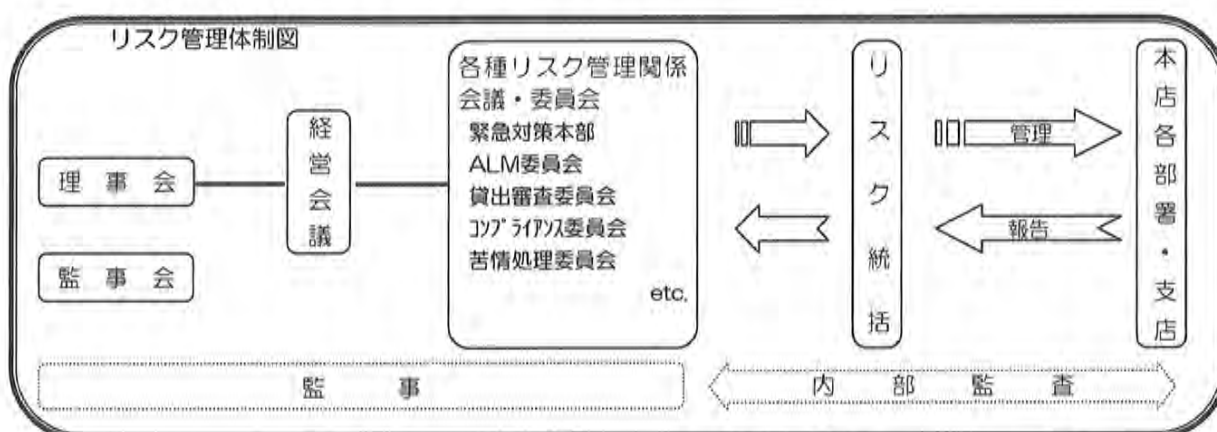 リスク管理体制図
理事会
監事会
経営会議
各種リスク管理関係
会議・委員会
緊急対策本部
ALM委員会
貸出審査委員会
コンプライアンス委員会
苦情処理委員会
etc.
リスク統括
管理
報告
本店各部署・支店
監事
内部監査